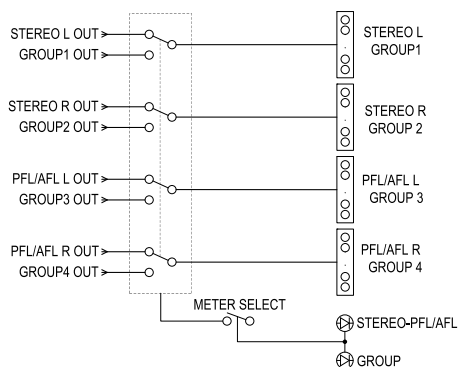 STEREO L OUT
GROUP1 OUT
STEREO L
GROUP1
STEREO R OUT
GROUP2 OUT
STEREO R
GROUP 2
PFL/AFL L OUT
GROUP3 OUT
PFL/AFL L
GROUP 3
PFL/AFL R OUT
GROUP4 OUT
PFL/AFL R
GROUP 4
METER SELECT
STEREO-PFL/AFL
GROUP